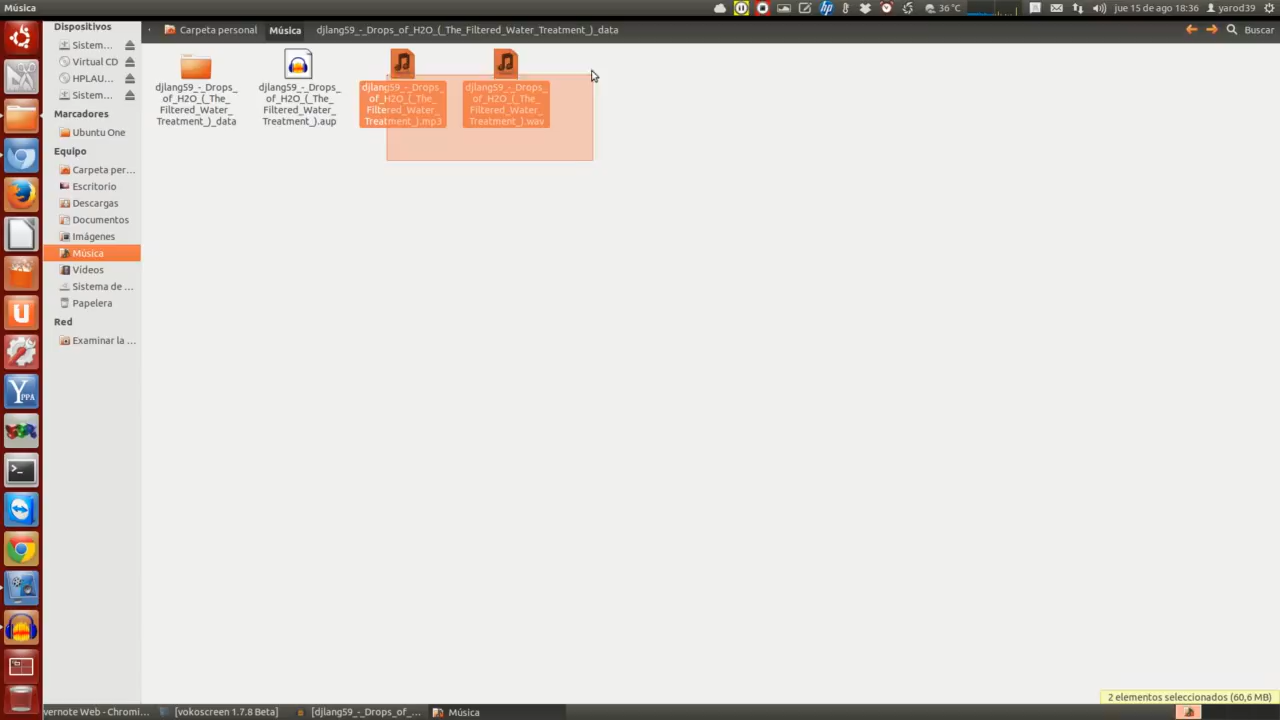 Música
36 °C
jue 15 de ago 18:36
yarod39
Dispositivos
Sistem...
Virtual CD
HPLAU...
Sistem...
Marcadores
Ubuntu One
Equipo
Carpeta per...
Escritorio
Descargas
Documentos
Imágenes
Música
Vídeos
Sistema de ...
Papelera
Red
Examinar la ...
Carpeta personal
Música
djlang59_-_Drops_of_H2O_(_The_Filtered_Water_Treatment_)_data
Buscar
djlang59_-_Drops_
of_H2O_(_The_
Filtered_Water_
Treatment_)_data
djlang59_-_Drops_
of_H2O_(_The_
Filtered_Water_
Treatment_).aup
djlang59_-_Drops_
of_H2O_(_The_
Filtered_Water_
Treatment_).mp3
djlang59_-_Drops_
of_H2O_(_The_
Filtered_Water_
Treatment_).wav
2 elementos seleccionados (60,6 MB)
vernote Web - Chromi...
[vokoscreen 1.7.8 Beta]
[djlang59_-_Drops_of_...
Música